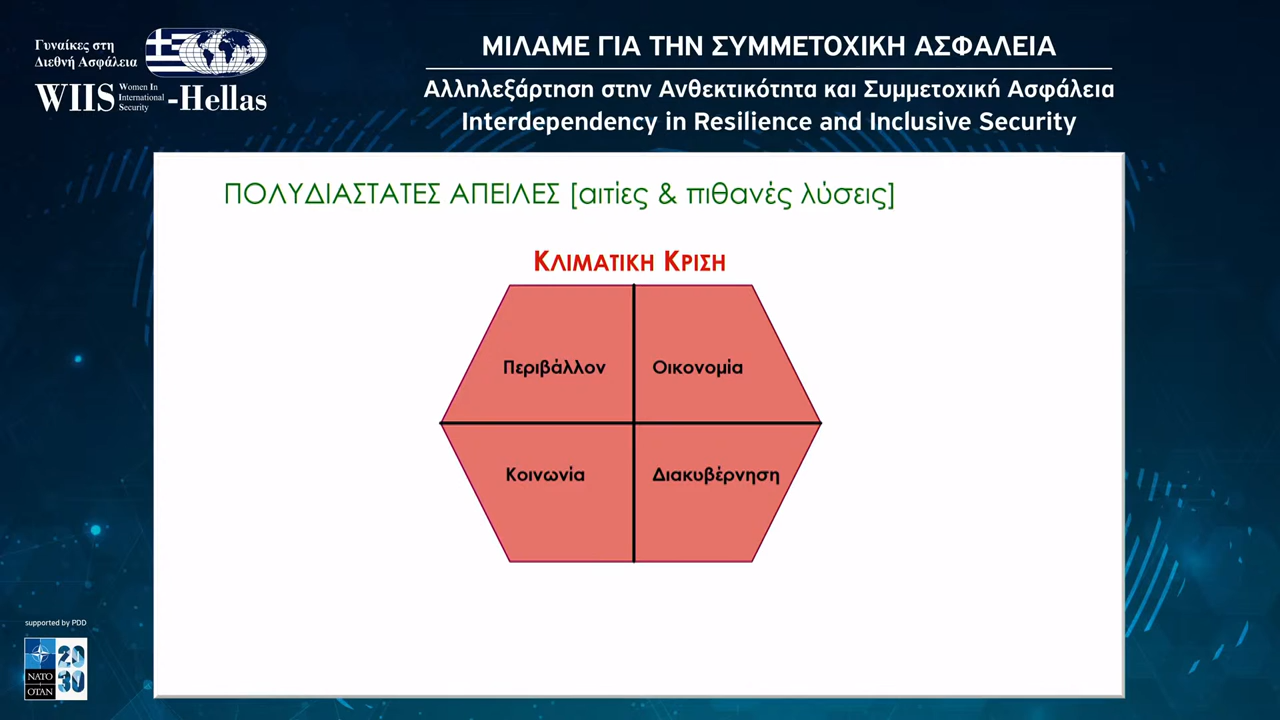 Γυναίκες στη
Διεθνή Ασφάλεια
WIIS Women In International Security -Hellas
ΜΙΛΑΜΕ ΓΙΑ ΤΗΝ ΣΥΜΜΕΤΟΧΙΚΗ ΑΣΦΑΛΕΙΑ
Αλληλεξάρτηση στην Ανθεκτικότητα και Συμμετοχική Ασφάλεια
Interdependency in Resilience and Inclusive Security
ΠΟΛΥΔΙΑΣΤΑΤΕΣ ΑΠΕΙΛΕΣ [αιτίες & πιθανές λύσεις]
ΚΛΙΜΑΤΙΚΗ ΚΡΙΣΗ
Περιβάλλον Οικονομία
Κοινωνία Διακυβέρνηση
supported by PDD
NATO
OTAN
20
30